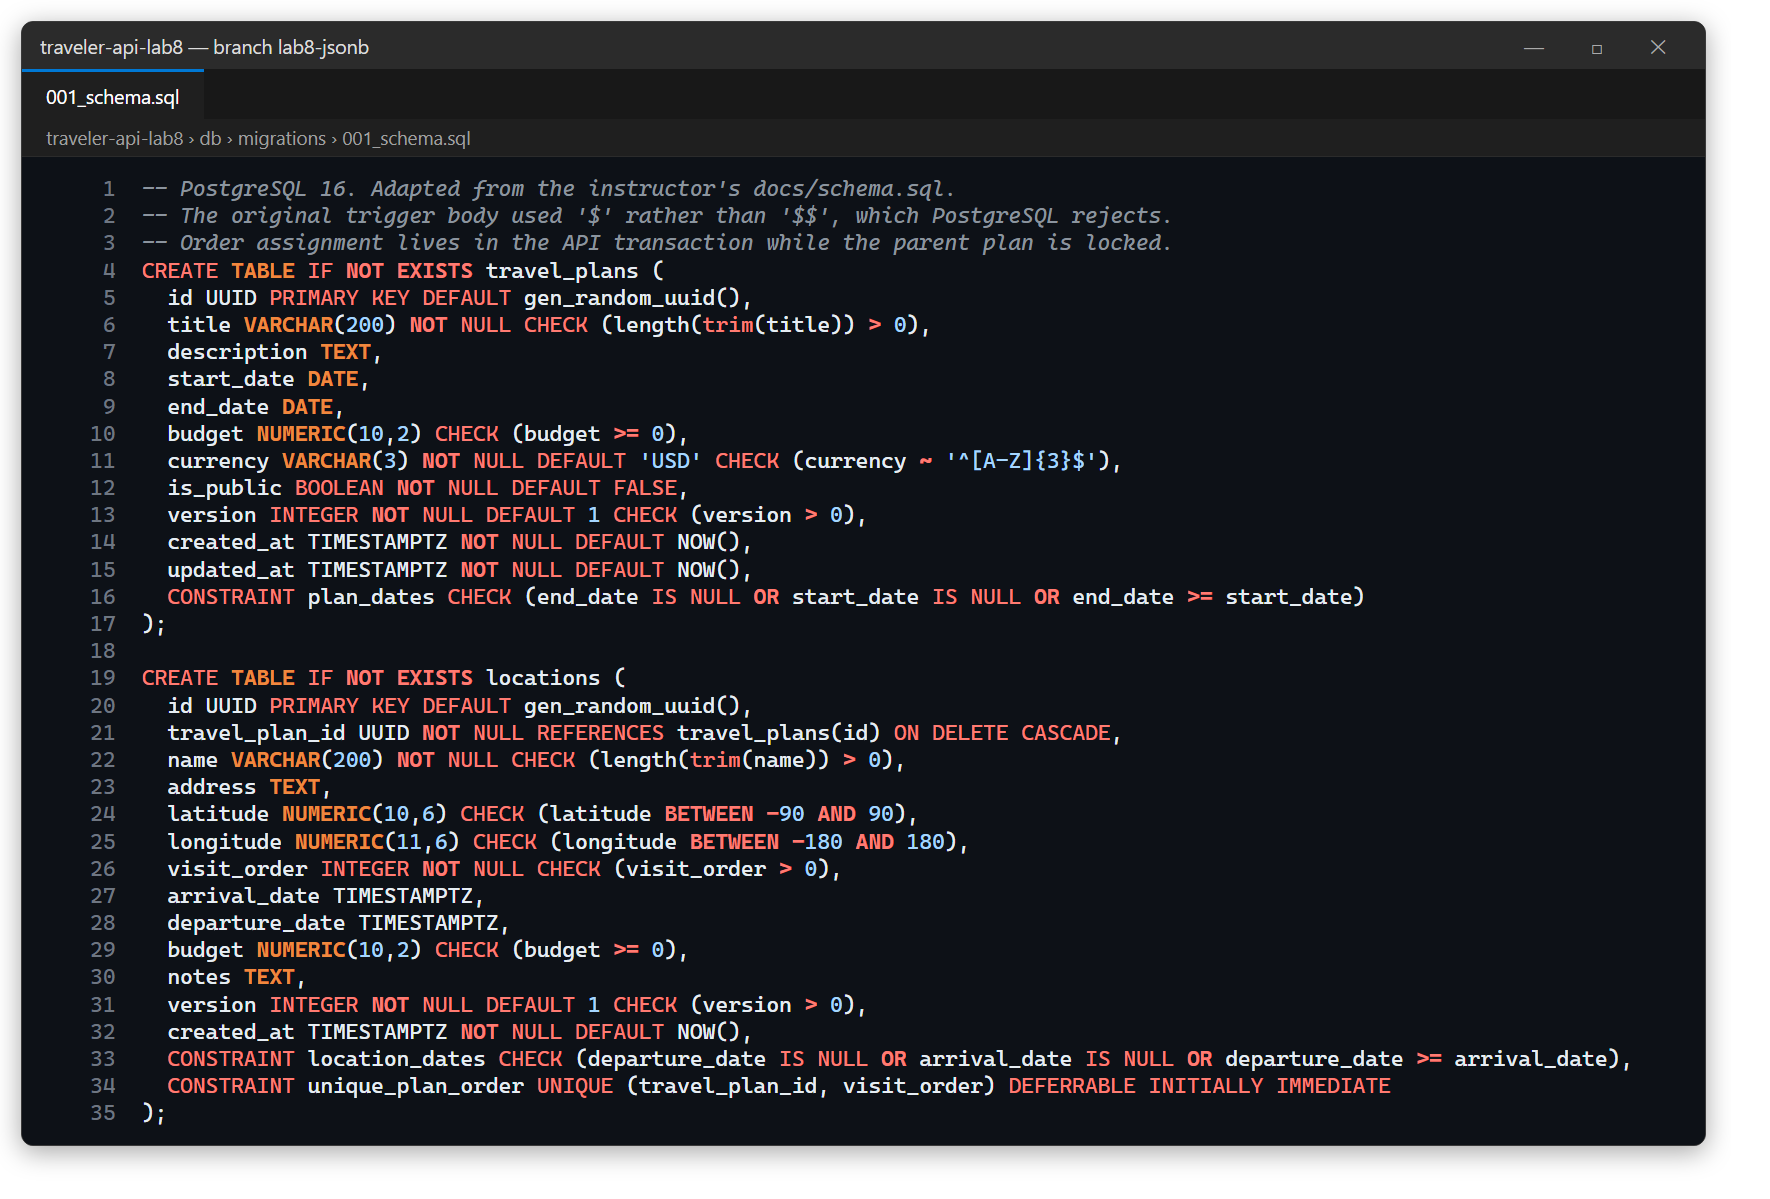 traveler-api-lab8 — branch lab8-jsonb
001_schema.sql
traveler-api-lab8 › db › migrations › 001_schema.sql
1 -- PostgreSQL 16. Adapted from the instructor's docs/schema.sql.
2 -- The original trigger body used '$' rather than '$$', which PostgreSQL rejects.
3 -- Order assignment lives in the API transaction while the parent plan is locked.
4 CREATE TABLE IF NOT EXISTS travel_plans (
5   id UUID PRIMARY KEY DEFAULT gen_random_uuid(),
6   title VARCHAR(200) NOT NULL CHECK (length(trim(title)) > 0),
7   description TEXT,
8   start_date DATE,
9   end_date DATE,
10   budget NUMERIC(10,2) CHECK (budget >= 0),
11   currency VARCHAR(3) NOT NULL DEFAULT 'USD' CHECK (currency ~ '^[A-Z]{3}$'),
12   is_public BOOLEAN NOT NULL DEFAULT FALSE,
13   version INTEGER NOT NULL DEFAULT 1 CHECK (version > 0),
14   created_at TIMESTAMPTZ NOT NULL DEFAULT NOW(),
15   updated_at TIMESTAMPTZ NOT NULL DEFAULT NOW(),
16   CONSTRAINT plan_dates CHECK (end_date IS NULL OR start_date IS NULL OR end_date >= start_date)
17 );
18
19 CREATE TABLE IF NOT EXISTS locations (
20   id UUID PRIMARY KEY DEFAULT gen_random_uuid(),
21   travel_plan_id UUID NOT NULL REFERENCES travel_plans(id) ON DELETE CASCADE,
22   name VARCHAR(200) NOT NULL CHECK (length(trim(name)) > 0),
23   address TEXT,
24   latitude NUMERIC(10,6) CHECK (latitude BETWEEN -90 AND 90),
25   longitude NUMERIC(11,6) CHECK (longitude BETWEEN -180 AND 180),
26   visit_order INTEGER NOT NULL CHECK (visit_order > 0),
27   arrival_date TIMESTAMPTZ,
28   departure_date TIMESTAMPTZ,
29   budget NUMERIC(10,2) CHECK (budget >= 0),
30   notes TEXT,
31   version INTEGER NOT NULL DEFAULT 1 CHECK (version > 0),
32   created_at TIMESTAMPTZ NOT NULL DEFAULT NOW(),
33   CONSTRAINT location_dates CHECK (departure_date IS NULL OR arrival_date IS NULL OR departure_date >= arrival_date),
34   CONSTRAINT unique_plan_order UNIQUE (travel_plan_id, visit_order) DEFERRABLE INITIALLY IMMEDIATE
35 );